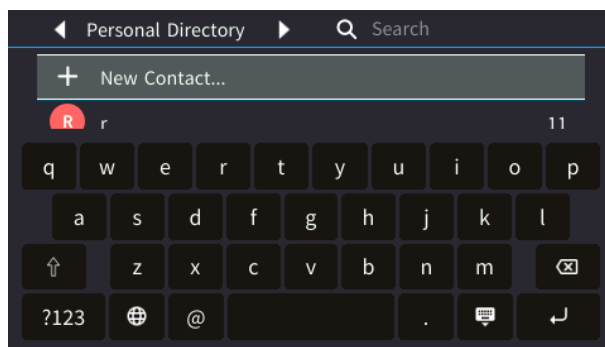 Personal Directory Search
New Contact...
R r 11
q w e r t y u i o p
a s d f g h j k l
z x c v b n m
?123 @ .